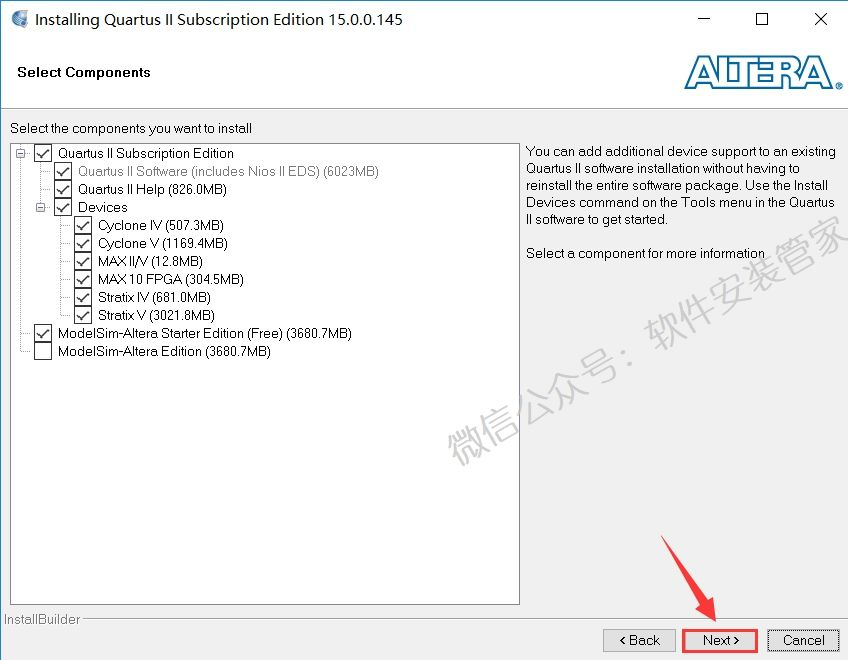 Installing Quartus II Subscription Edition 15.0.0.145
Select Components
ALTERA®
Select the components you want to install
Quartus II Subscription Edition
Quartus II Software (includes Nios II EDS) (6023MB)
Quartus II Help (826.0MB)
Devices
Cyclone IV (507.3MB)
Cyclone V (1169.4MB)
MAX II/V (12.8MB)
MAX 10 FPGA (304.5MB)
Stratix IV (681.0MB)
Stratix V (3021.8MB)
ModelSim-Altera Starter Edition (Free) (3680.7MB)
ModelSim-Altera Edition (3680.7MB)
You can add additional device support to an existing
Quartus II software installation without having to
reinstall the entire software package. Use the Install
Devices command on the Tools menu in the Quartus
II software to get started.
Select a component for more information
微信公众号：软件安装管家
InstallBuilder
< Back
Next >
Cancel